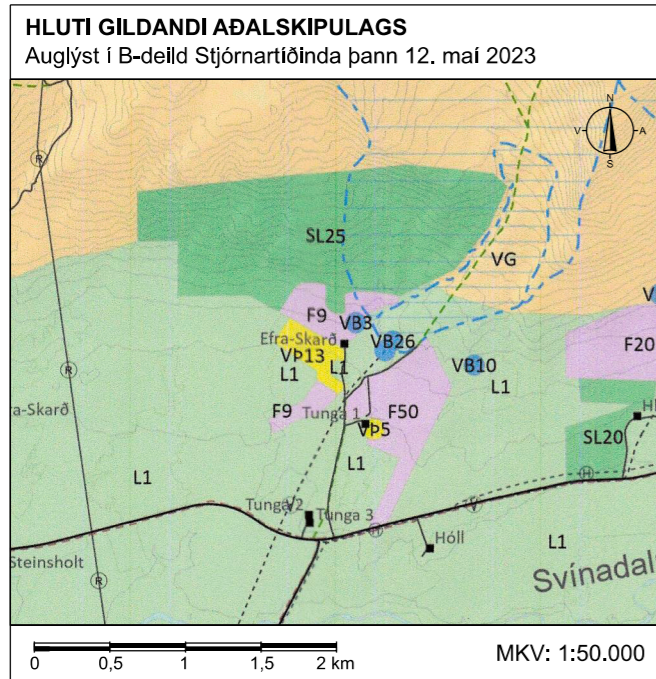 HLUTI GILDANDI AÐALSKIPULAGS
Auglýst í B-deild Stjórnartíðinda þann 12. maí 2023
N
V A
S
R
SL25
VG
V
F9
VB3
Efra-Skarð
VB26
F20
VÞ13
L1
L1
VB10
L1
R
ra-Skarð
F9
Tunga 1
F50
H
VÞ5
SL20
L1
L1
H
Tunga 2
V
V
Tunga 3
H
Höll
L1
Steinsholt
R
Svínadal
0 0,5 1 1,5 2 km
MKV: 1:50.000